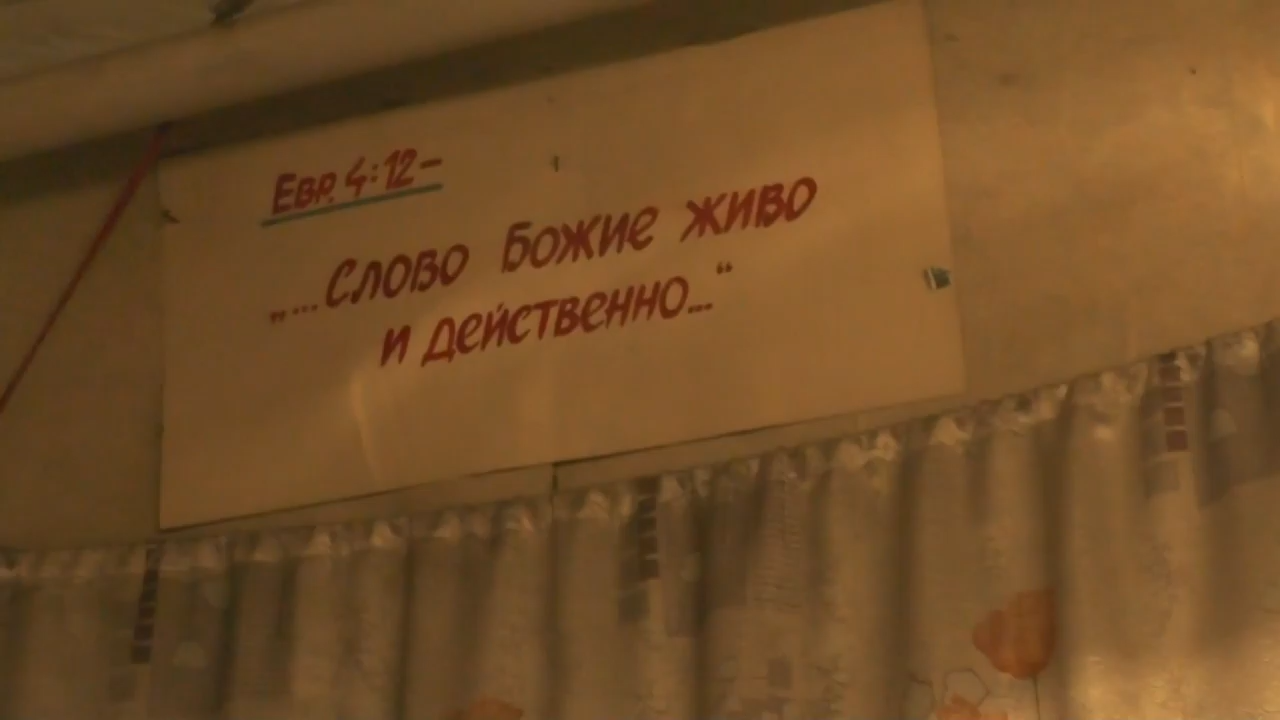 Евр. 4:12-
„...Слово Божие живо
и действенно..."